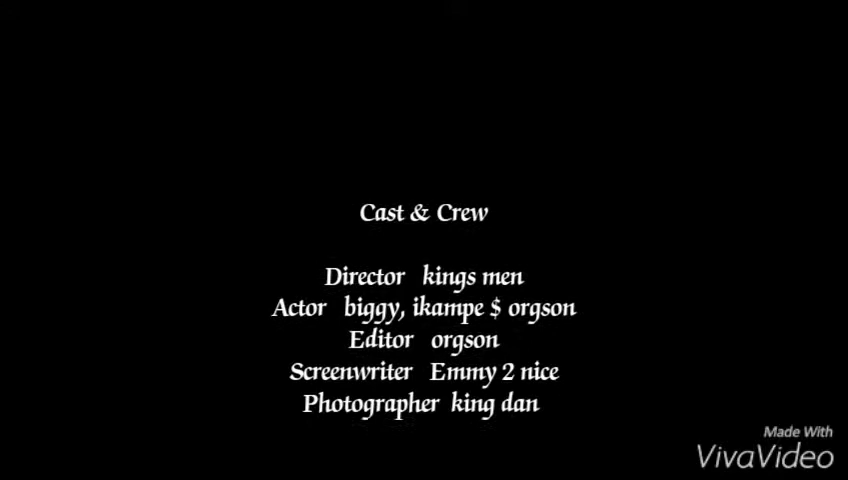 Cast & Crew
Director kings men
Actor biggy, ikampe $ orgson
Editor orgson
Screenwriter Emmy 2 nice
Photographer king dan
Made With
VivaVideo